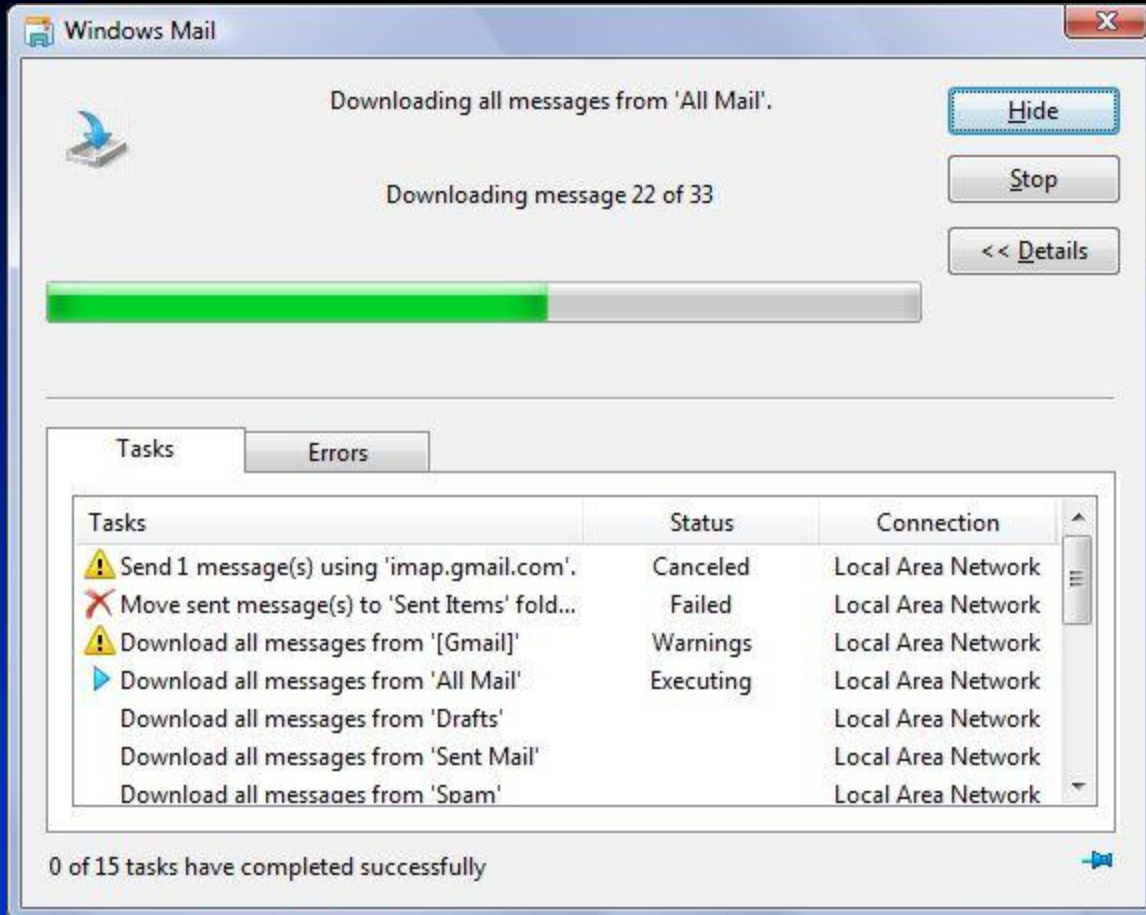 Windows Mail
Downloading all messages from 'All Mail'.
Hide
Downloading message 22 of 33
Stop
<< Details
Tasks
Errors
Tasks Status Connection
Send 1 message(s) using 'imap.gmail.com'. Canceled Local Area Network
Move sent message(s) to 'Sent Items' fold... Failed Local Area Network
Download all messages from '[Gmail]' Warnings Local Area Network
Download all messages from 'All Mail' Executing Local Area Network
Download all messages from 'Drafts' Local Area Network
Download all messages from 'Sent Mail' Local Area Network
Download all messages from 'Spam' Local Area Network
0 of 15 tasks have completed successfully